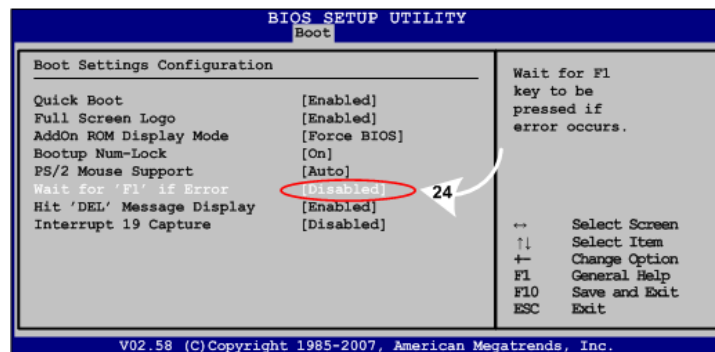 BIOS SETUP UTILITY
Boot
Boot Settings Configuration
Quick Boot [Enabled]
Full Screen Logo [Enabled]
AddOn ROM Display Mode [Force BIOS]
Bootup Num-Lock [On]
PS/2 Mouse Support [Auto]
Wait for 'F1' if Error [Disabled]
Hit 'DEL' Message Display [Enabled]
Interrupt 19 Capture [Disabled]
24
Wait for F1
key to be
pressed if
error occurs.
↔ Select Screen
↑↓ Select Item
+- Change Option
F1 General Help
F10 Save and Exit
ESC Exit
V02.58 (C)Copyright 1985-2007, American Megatrends, Inc.